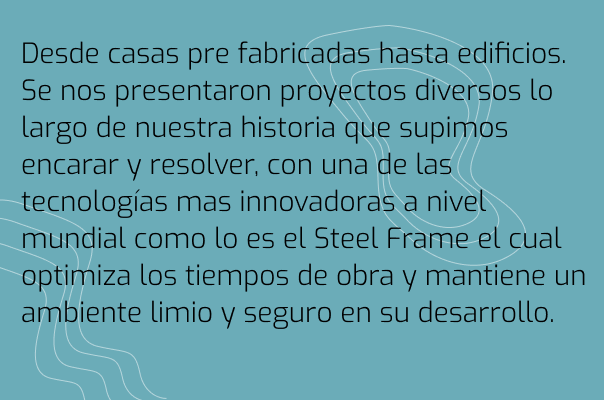 Desde casas pre fabricadas hasta edificios.
Se nos presentaron proyectos diversos lo
largo de nuestra historia que supimos
encarar y resolver, con una de las
tecnologías mas innovadoras a nivel
mundial como lo es el Steel Frame el cual
optimiza los tiempos de obra y mantiene un
ambiente limio y seguro en su desarrollo.